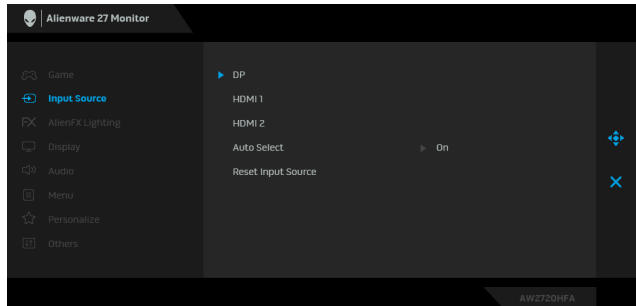 Alienware 27 Monitor
Game
Input Source
FX AlienFX Lighting
Display
Audio
Menu
Personalize
Others
DP
HDMI 1
HDMI 2
Auto Select On
Reset Input Source
AW2720HFA